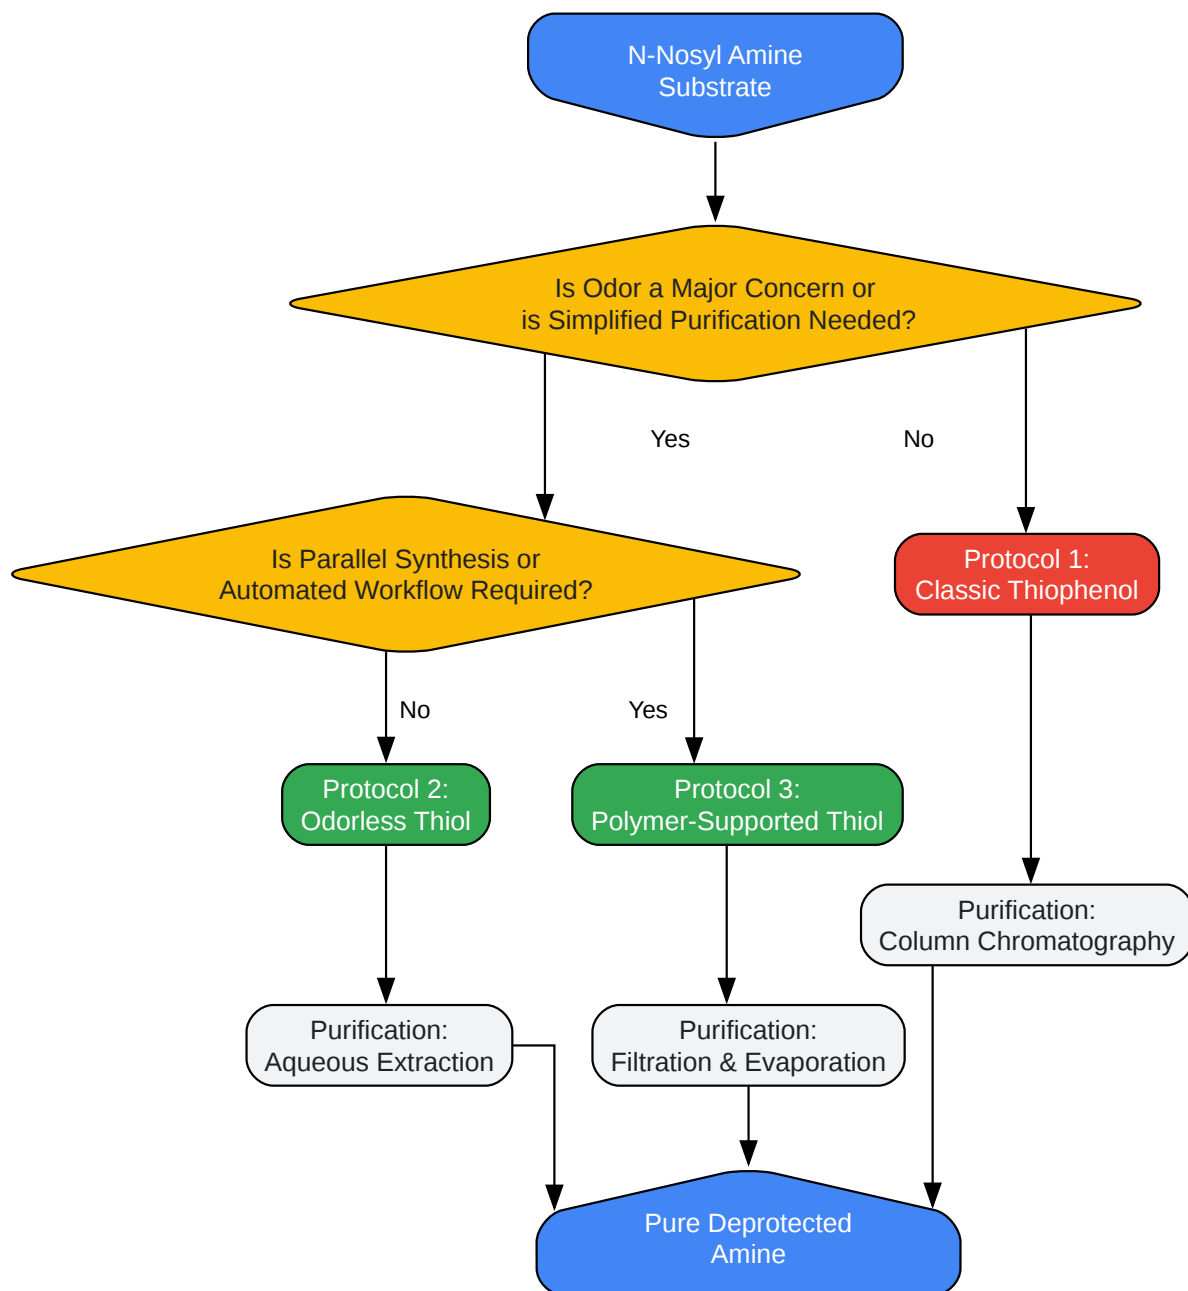 N-Nosyl Amine
Substrate
Is Odor a Major Concern or
is Simplified Purification Needed?
Yes
No
Is Parallel Synthesis or
Automated Workflow Required?
Protocol 1:
Classic Thiophenol
No
Yes
Protocol 2:
Odorless Thiol
Protocol 3:
Polymer-Supported Thiol
Purification:
Column Chromatography
Purification:
Aqueous Extraction
Purification:
Filtration & Evaporation
Pure Deprotected
Amine